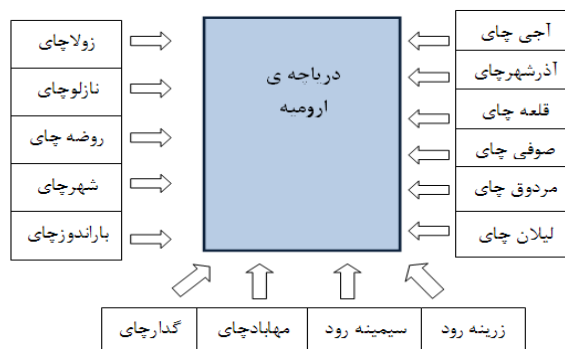 آجی چای
آذرشهرچای
قلعه چای
صوفی چای
مردوق چای
لیلان چای
دریاچه ی
ارومیه
زولاچای
نازلوچای
روضه چای
شهرچای
باراندوزچای
زرینه رود
سیمینه رود
مهابادچای
گدارچای